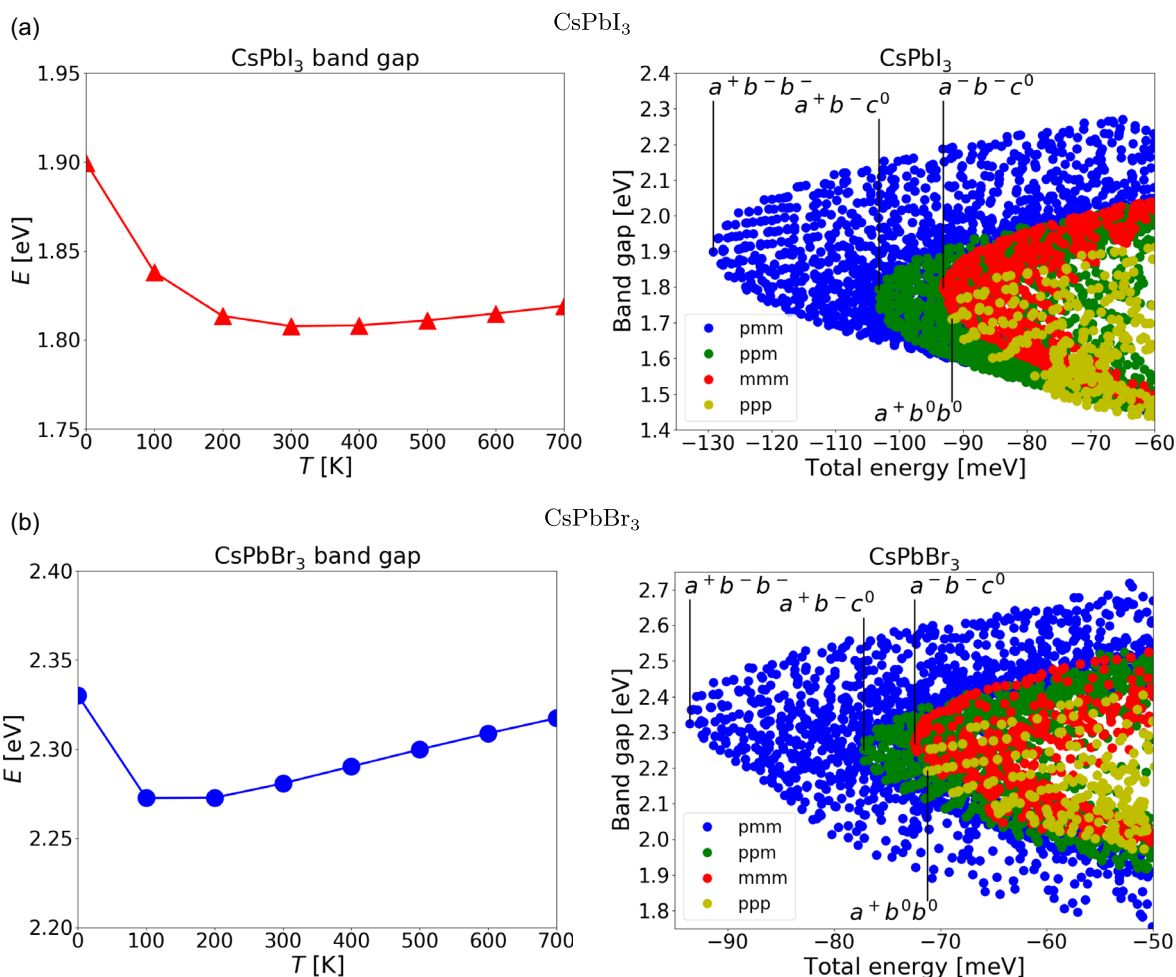 (a)
CsPbI₃
CsPbI₃ band gap
1.95
1.90
1.85
1.80
1.75
E [eV]
0 100 200 300 400 500 600 700
T [K]
CsPbI₃
a⁺b⁻b⁻
a⁺b⁻c⁰
a⁻b⁻c⁰
2.4
2.3
2.2
2.1
2.0
1.9
1.8
1.7
1.6
1.5
1.4
Band gap [eV]
pmm
ppm
mmm
ppp
a⁺b⁰b⁰
−130 −120 −110 −100 −90 −80 −70 −60
Total energy [meV]
(b)
CsPbBr₃
CsPbBr₃ band gap
2.40
2.35
2.30
2.25
2.20
E [eV]
0 100 200 300 400 500 600 700
T [K]
CsPbBr₃
a⁺b⁻b⁻
a⁺b⁻c⁰
a⁻b⁻c⁰
2.7
2.6
2.5
2.4
2.3
2.2
2.1
2.0
1.9
1.8
Band gap [eV]
pmm
ppm
mmm
ppp
a⁺b⁰b⁰
−90 −80 −70 −60 −50
Total energy [meV]